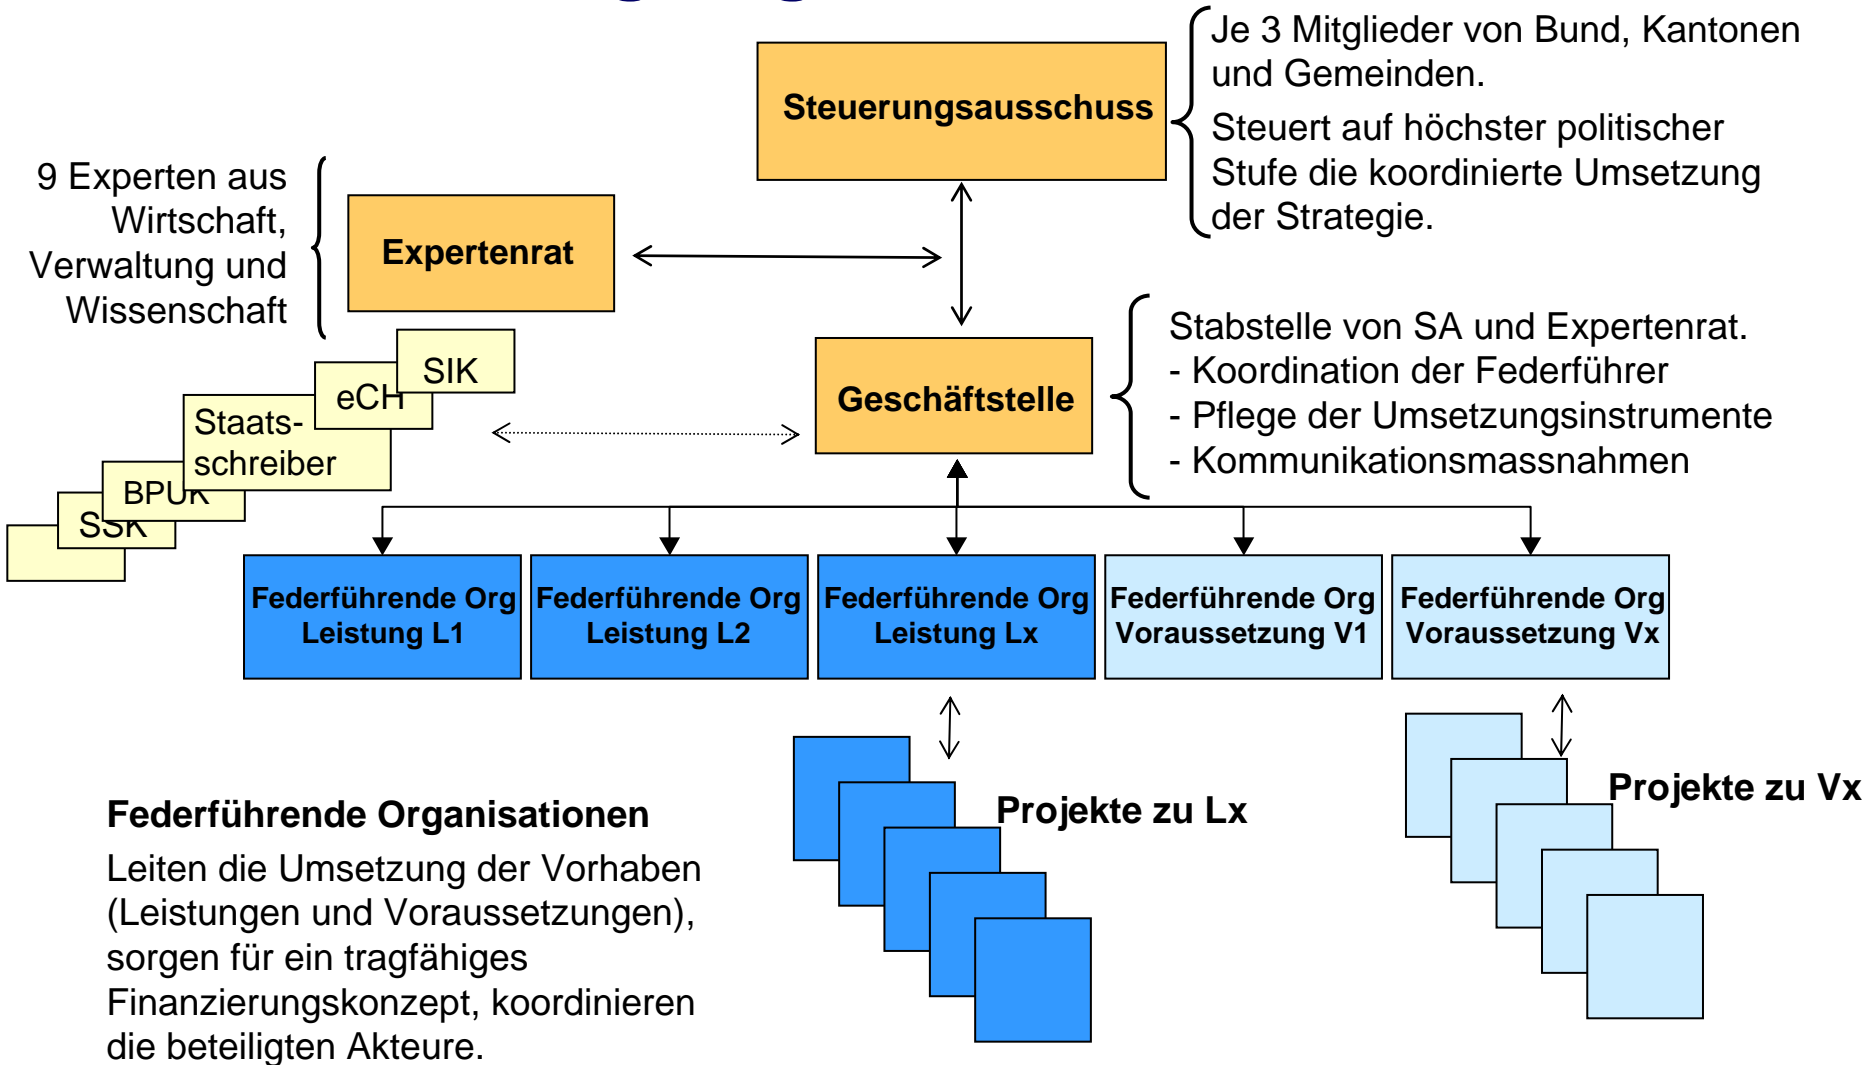 Je 3 Mitglieder von Bund, Kantonen
und Gemeinden.
Steuert auf höchster politischer
Stufe die koordinierte Umsetzung
der Strategie.
Steuerungsausschuss
9 Experten aus
Wirtschaft,
Verwaltung und
Wissenschaft
Expertenrat
Stabstelle von SA und Expertenrat.
- Koordination der Federführer
- Pflege der Umsetzungsinstrumente
- Kommunikationsmassnahmen
Geschäftstelle
SIK
eCH
Staats-
schreiber
BPUK
SSK
Federführende Org
Leistung L1
Federführende Org
Leistung L2
Federführende Org
Leistung Lx
Federführende Org
Voraussetzung V1
Federführende Org
Voraussetzung Vx
Projekte zu Lx
Projekte zu Vx
Federführende Organisationen
Leiten die Umsetzung der Vorhaben
(Leistungen und Voraussetzungen),
sorgen für ein tragfähiges
Finanzierungskonzept, koordinieren
die beteiligten Akteure.